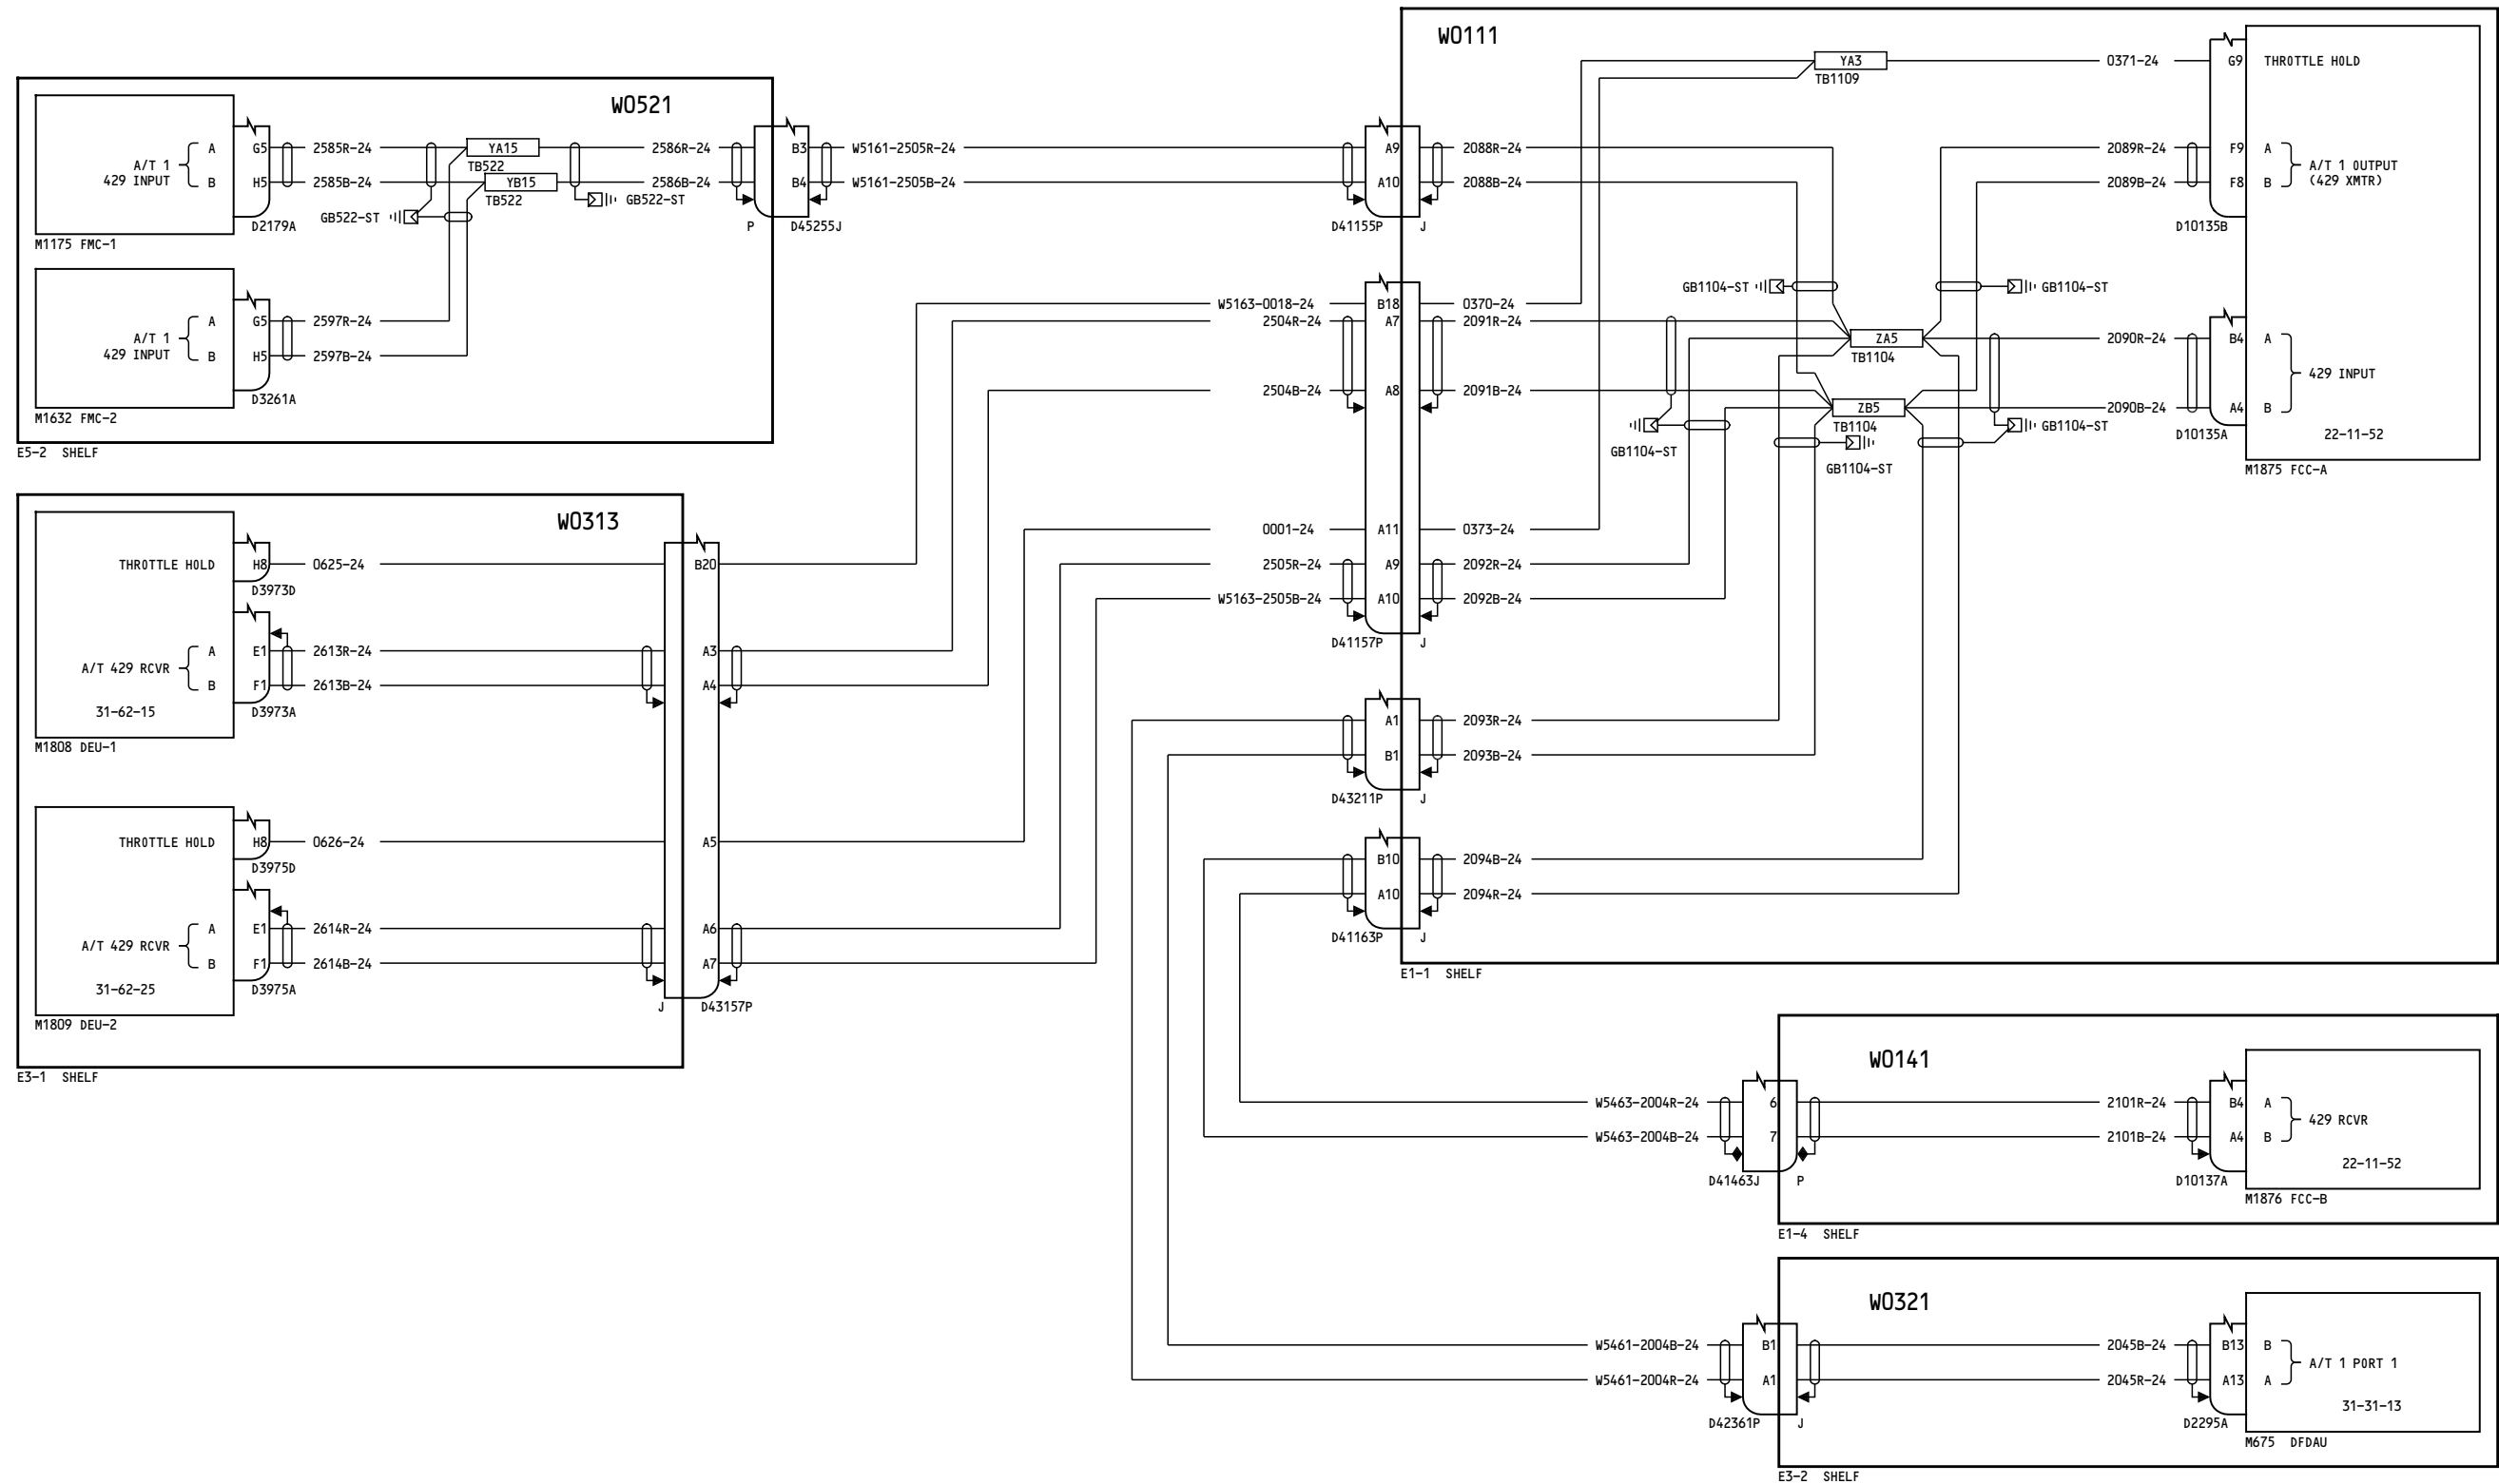 W0111
YA3
TB1109
0371-24
G9
THROTTLE HOLD
W0521
A/T 1
429 INPUT
A
B
G5
H5
2585R-24
2585B-24
YA15
TB522
YB15
TB522
GB522-ST
GB522-ST
2586R-24
2586B-24
B3
B4
W5161-2505R-24
W5161-2505B-24
D2179A
P
D45255J
M1175 FMC-1
A/T 1
429 INPUT
A
B
G5
H5
2597R-24
2597B-24
D3261A
M1632 FMC-2
E5-2 SHELF
A9
A10
2088R-24
2088B-24
D41155P
J
2089R-24
2089B-24
F9
F8
A
B
A/T 1 OUTPUT
(429 XMTR)
D10135B
GB1104-ST
GB1104-ST
W5163-0018-24
2504R-24
B18
A7
0370-24
2091R-24
ZA5
TB1104
2090R-24
B4
A
2504B-24
A8
2091B-24
ZB5
TB1104
2090B-24
A4
B
429 INPUT
GB1104-ST
GB1104-ST
GB1104-ST
D10135A
22-11-52
M1875 FCC-A
W0313
THROTTLE HOLD
H8
0625-24
D3973D
B20
0001-24
A11
0373-24
2505R-24
A9
2092R-24
W5163-2505B-24
A10
2092B-24
D41157P
J
A/T 429 RCVR
A
B
E1
F1
2613R-24
2613B-24
A3
A4
31-62-15
D3973A
M1808 DEU-1
A1
B1
2093R-24
2093B-24
D43211P
J
THROTTLE HOLD
H8
0626-24
D3975D
A5
B10
A10
2094B-24
2094R-24
D41163P
J
A/T 429 RCVR
A
B
E1
F1
2614R-24
2614B-24
A6
A7
31-62-25
D3975A
J
D43157P
M1809 DEU-2
E3-1 SHELF
E1-1 SHELF
W0141
W5463-2004R-24
W5463-2004B-24
6
7
2101R-24
2101B-24
B4
A4
A
B
429 RCVR
22-11-52
D41463J
P
D10137A
M1876 FCC-B
E1-4 SHELF
W0321
W5461-2004B-24
W5461-2004R-24
B1
A1
2045B-24
2045R-24
B13
A13
B
A
A/T 1 PORT 1
31-31-13
D42361P
J
D2295A
M675 DFDAU
E3-2 SHELF